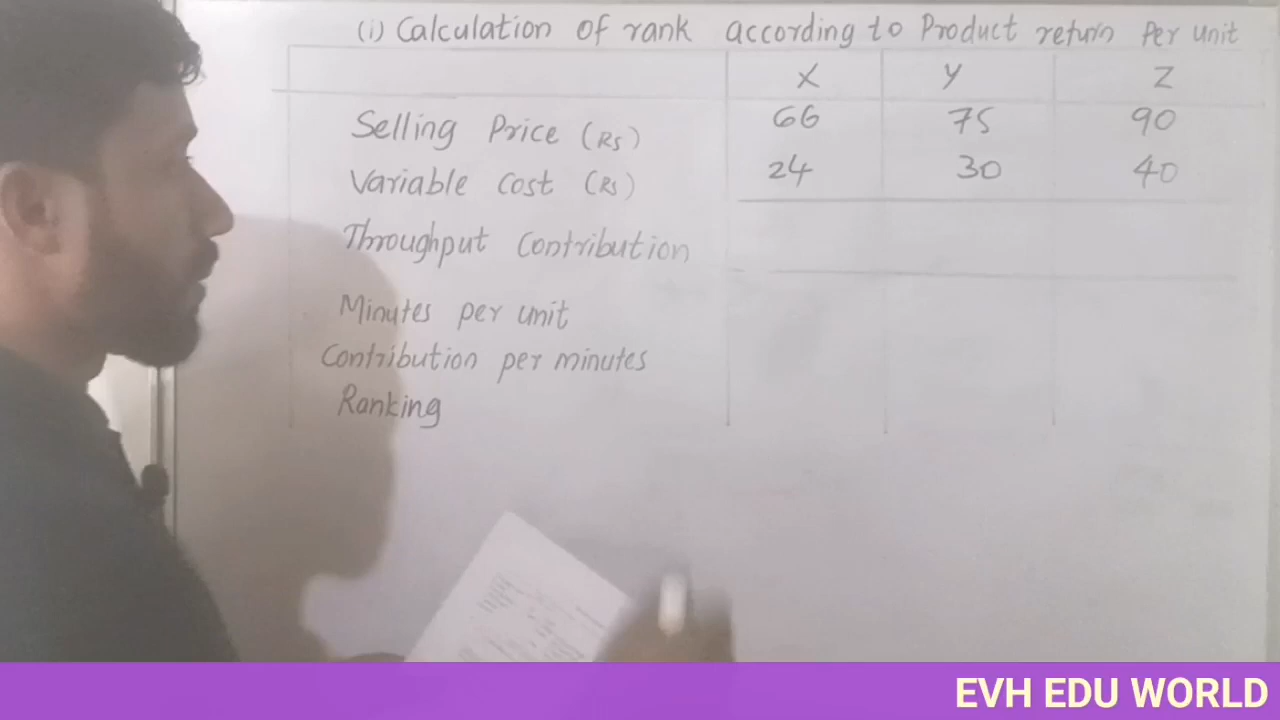 (i) Calculation of rank according to Product return Per unit
X Y Z
Selling Price (Rs) 66 75 90
Variable Cost (Rs) 24 30 40
Throughput Contribution
Minutes per unit
Contribution per minutes
Ranking
EVH EDU WORLD